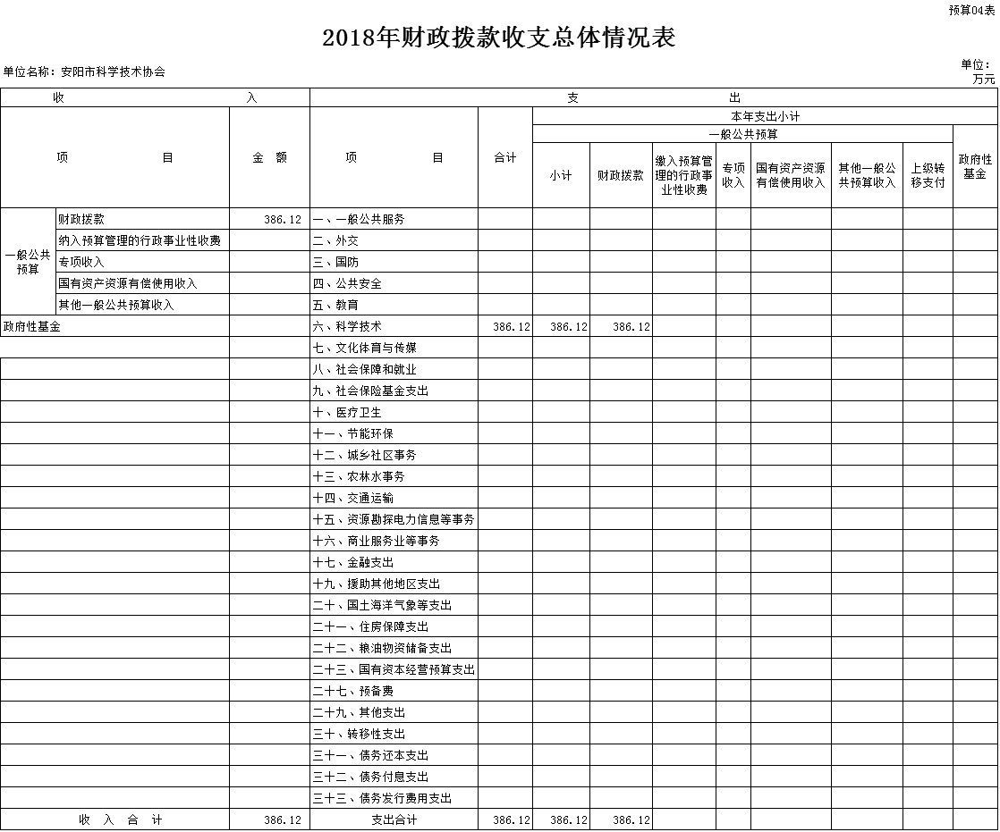 预算04表
2018年财政拨款收支总体情况表
单位名称：安阳市科学技术协会
单位：
万元
收 入 支 出
项 目 金 额 项 目 合计 本年支出小计
一般公共预算 政府性
基金
小计 财政拨款 缴入预算管
理的行政事
业性收费 专项
收入 国有资产资源
有偿使用收入 其他一般公
共预算收入 上级转
移支付
一般公共
预算
财政拨款 386.12 一、一般公共服务
纳入预算管理的行政事业性收费 二、外交
专项收入 三、国防
国有资产资源有偿使用收入 四、公共安全
其他一般公共预算收入 五、教育
政府性基金 六、科学技术 386.12 386.12 386.12
七、文化体育与传媒
八、社会保障和就业
九、社会保险基金支出
十、医疗卫生
十一、节能环保
十二、城乡社区事务
十三、农林水事务
十四、交通运输
十五、资源勘探电力信息等事务
十六、商业服务业等事务
十七、金融支出
十九、援助其他地区支出
二十、国土海洋气象等支出
二十一、住房保障支出
二十二、粮油物资储备支出
二十三、国有资本经营预算支出
二十七、预备费
二十九、其他支出
三十、转移性支出
三十一、债务还本支出
三十二、债务付息支出
三十三、债务发行费用支出
收 入 合 计 386.12 支出合计 386.12 386.12 386.12